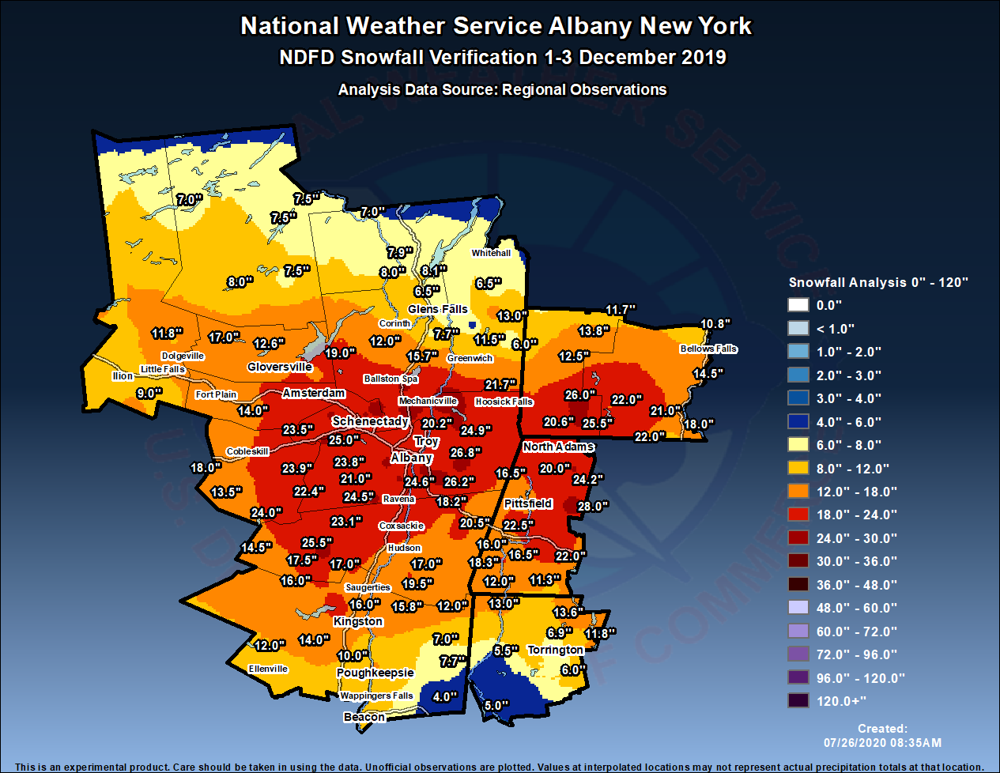 National Weather Service Albany New York
NDFD Snowfall Verification 1-3 December 2019
Analysis Data Source: Regional Observations
7.0" 7.5"
7.5" 7.0"
7.9" Whitehall
8.0" 7.5" 8.0" 8.1" 6.5"
6.5"
Glens Falls 13.0" 11.7"
Corinth 10.8"
11.8" 17.0" 12.6" 12.0" 7.7" 11.5" 6.0" 13.8"
Dolgeville 19.0" 15.7" Greenwich 12.5" Bellows Falls
Little Falls Gloversville
Ilion Ballston Spa 21.7" 14.5"
9.0" Fort Plain Amsterdam Mechanicville Hoosick Falls 26.0" 22.0"
14.0" Schenectady 20.2" 20.6" 25.5" 21.0" 18.0"
23.5" 25.0" Troy 24.9" 22.0"
Cobleskill Albany 26.8" North Adams
18.0" 23.9" 23.8" 16.5" 20.0"
13.5" 22.4" 21.0" 24.6" 26.2" 24.2"
24.5" Ravena 18.2" Pittsfield 28.0"
24.0" 23.1" Coxsackie 20.5" 22.5"
14.5" 25.5" Hudson 16.0" 16.5" 22.0"
17.5" 17.0" 17.0" 18.3"
16.0" Saugerties 19.5" 12.0" 11.3"
16.0" 15.8" 12.0" 13.0" 13.6"
Kingston
12.0" 14.0" 7.0" 6.9" 11.8"
10.0" 7.7" 5.5" Torrington
Ellenville Poughkeepsie 6.0"
Wappingers Falls 4.0" 5.0"
Beacon
Snowfall Analysis 0" - 120"
0.0"
< 1.0"
1.0" - 2.0"
2.0" - 3.0"
3.0" - 4.0"
4.0" - 6.0"
6.0" - 8.0"
8.0" - 12.0"
12.0" - 18.0"
18.0" - 24.0"
24.0" - 30.0"
30.0" - 36.0"
36.0" - 48.0"
48.0" - 60.0"
60.0" - 72.0"
72.0" - 96.0"
96.0" - 120.0"
120.0+"
Created:
07/26/2020 08:35AM
This is an experimental product. Care should be taken in using the data. Unofficial observations are plotted. Values at interpolated locations may not represent actual precipitation totals at that location.